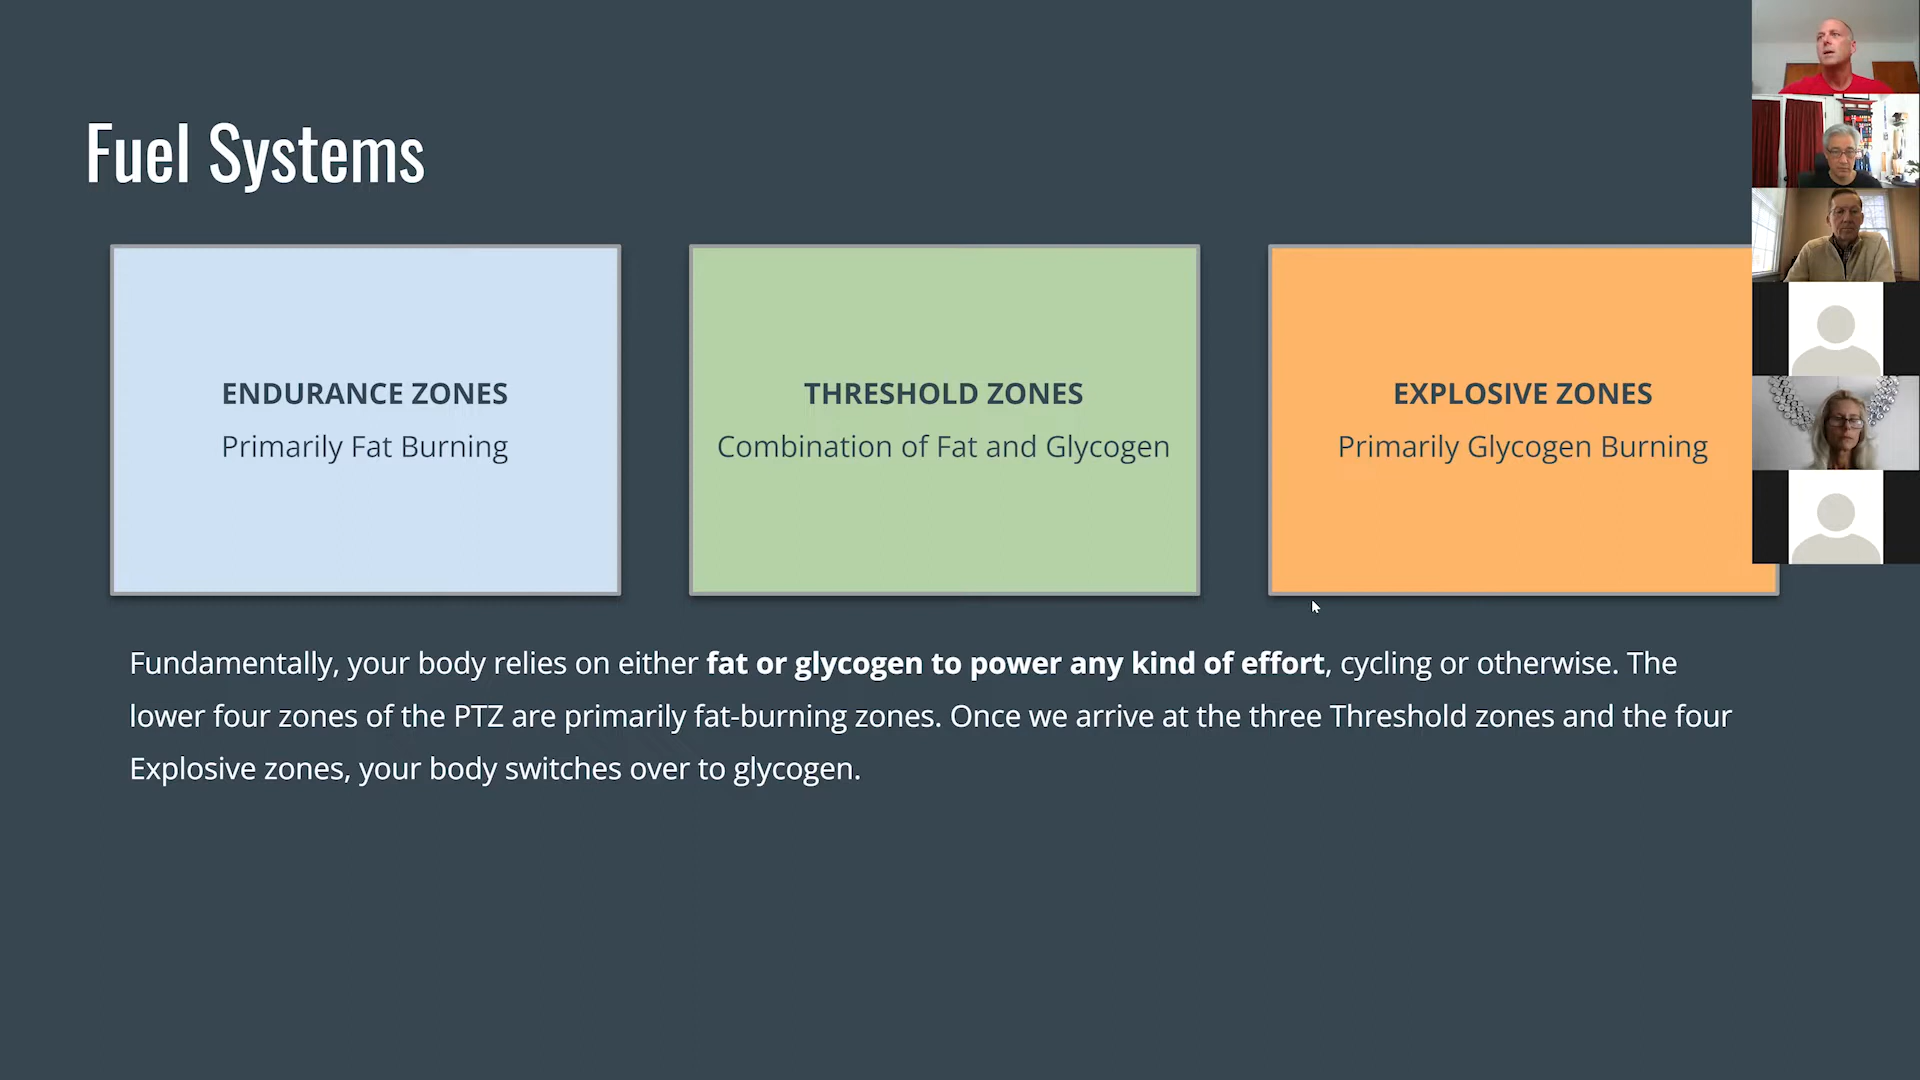 Fuel Systems
ENDURANCE ZONES
Primarily Fat Burning
THRESHOLD ZONES
Combination of Fat and Glycogen
EXPLOSIVE ZONES
Primarily Glycogen Burning
Fundamentally, your body relies on either fat or glycogen to power any kind of effort, cycling or otherwise. The
lower four zones of the PTZ are primarily fat-burning zones. Once we arrive at the three Threshold zones and the four
Explosive zones, your body switches over to glycogen.